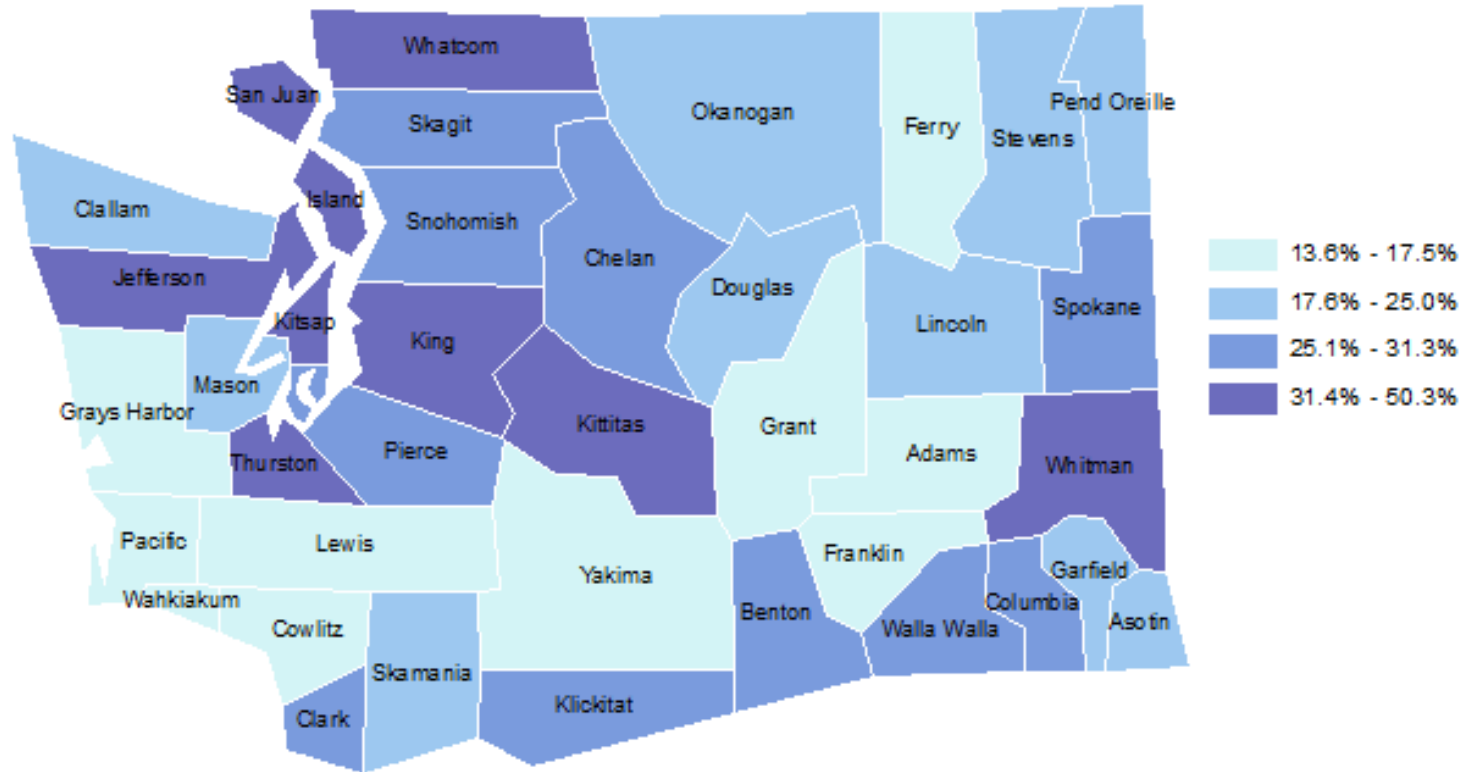 Whatcom
San Juan
Skagit
Okanogan
Ferry
Stevens
Pend Oreille
Clallam
Island
Snohomish
Chelan
Jefferson
Douglas
Kitsap
King
Lincoln
Spokane
Mason
Grays Harbor
Kittitas
Grant
Thurston
Pierce
Adams
Whitman
Pacific
Lewis
Yakima
Franklin
Garfield
Wahkiakum
Cowlitz
Benton
Columbia
Walla Walla
Asotin
Skamania
Clark
Klickitat
13.6% - 17.5%
17.6% - 25.0%
25.1% - 31.3%
31.4% - 50.3%